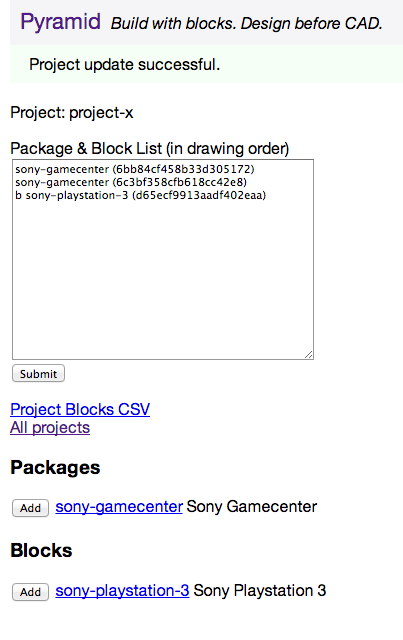 Pyramid Build with blocks. Design before CAD.
Project update successful.
Project: project-x
Package & Block List (in drawing order)
sony-gamecenter (6bb84cf458b33d305172)
sony-gamecenter (6c3bf358cfb618cc42e8)
b sony-playstation-3 (d65ecf9913aadf402eaa)
Submit
Project Blocks CSV
All projects
Packages
Add sony-gamecenter Sony Gamecenter
Blocks
Add sony-playstation-3 Sony Playstation 3